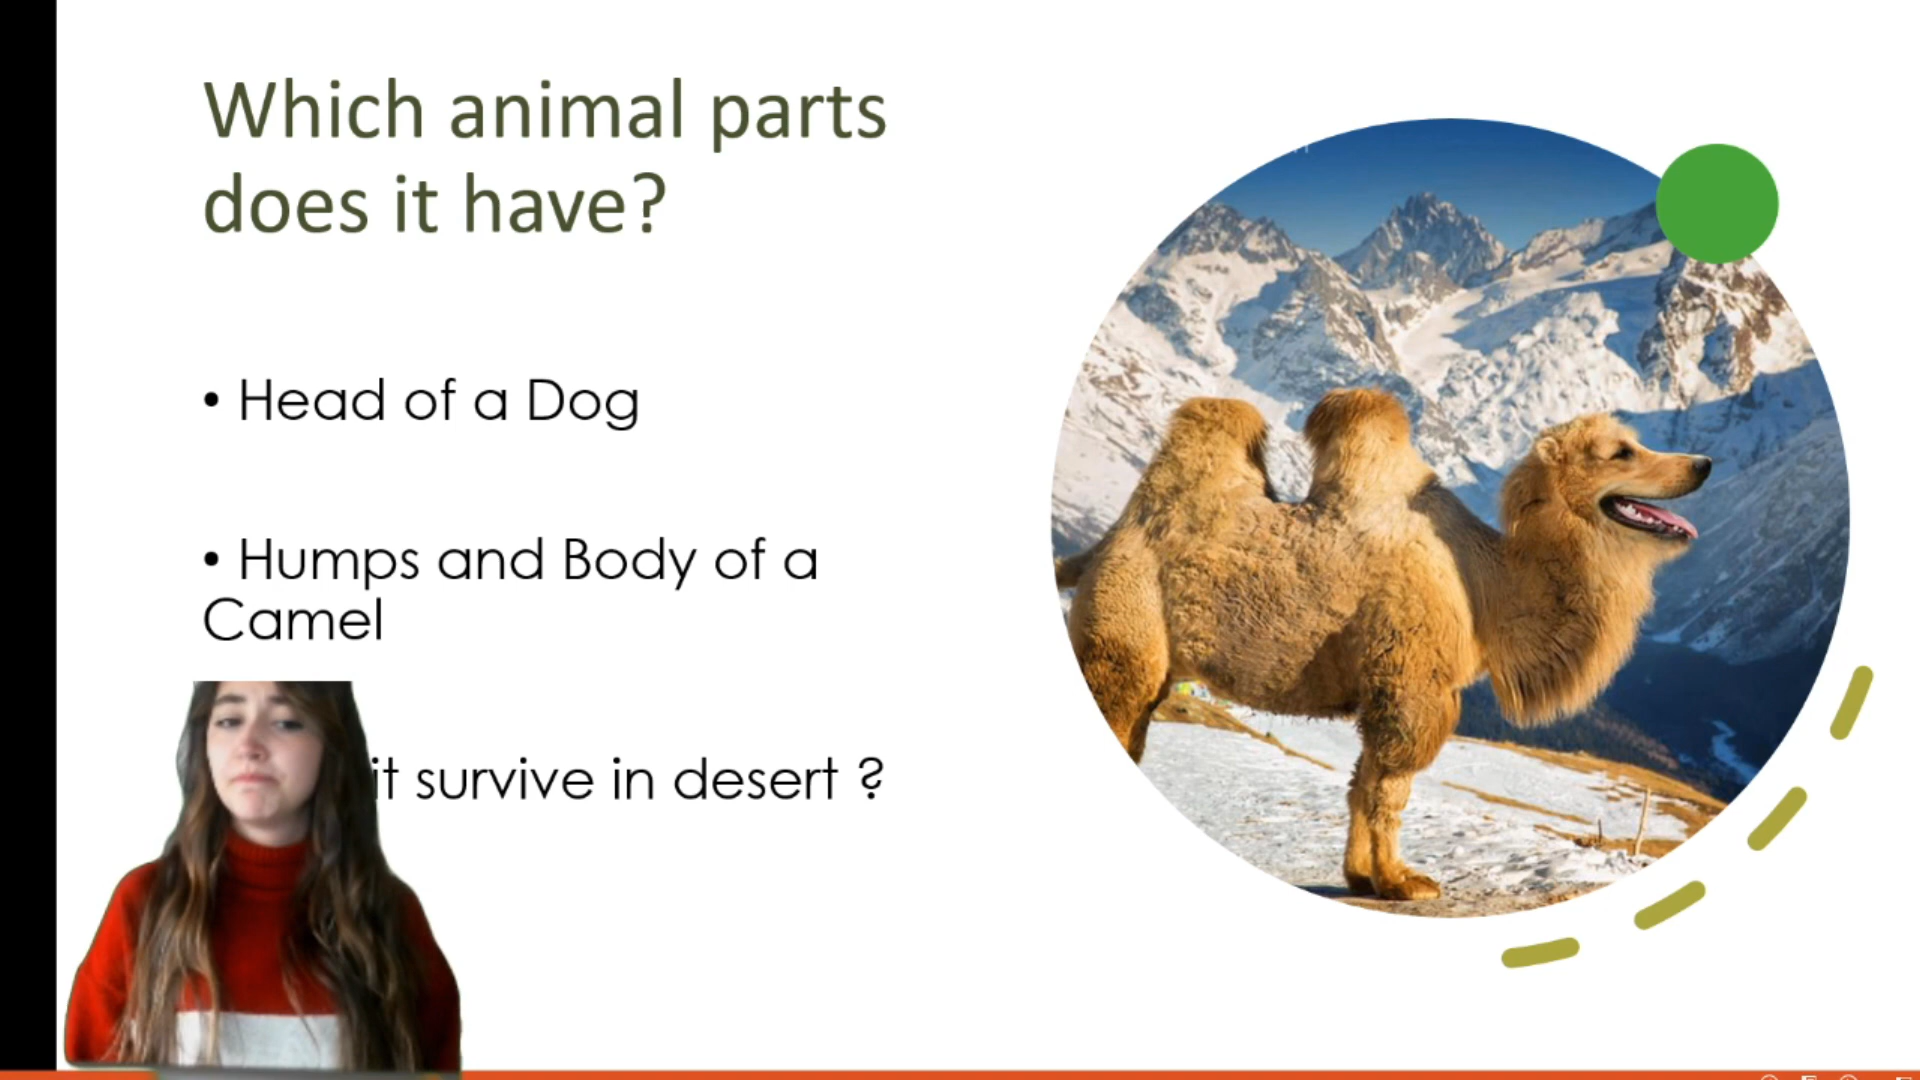 Which animal parts
does it have?
• Head of a Dog
• Humps and Body of a
Camel
it survive in desert ?